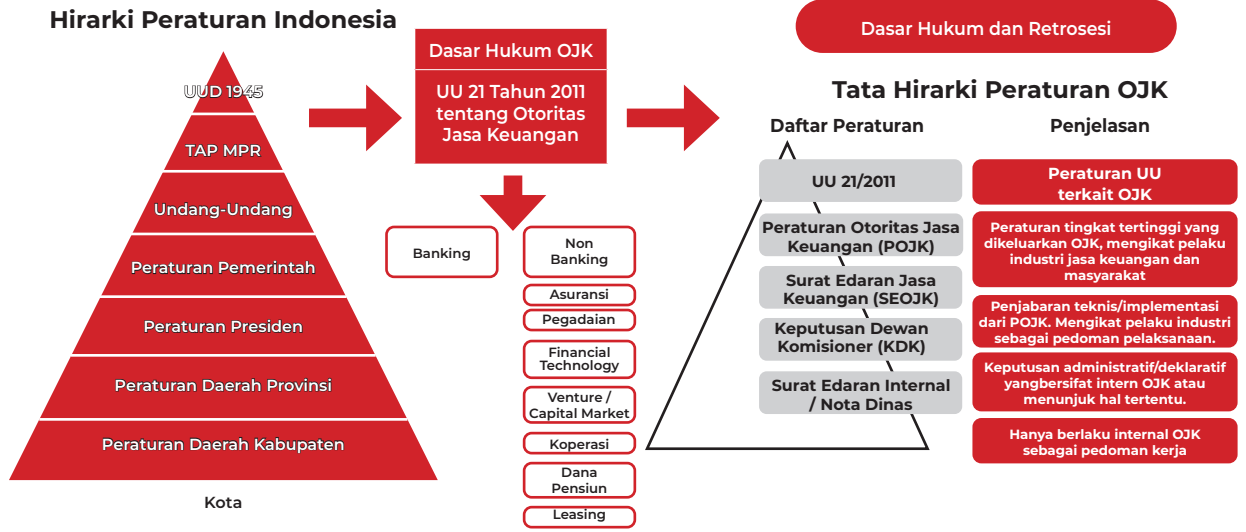 Hirarki Peraturan Indonesia
UUD 1945
TAP MPR
Undang-Undang
Peraturan Pemerintah
Peraturan Presiden
Peraturan Daerah Provinsi
Peraturan Daerah Kabupaten
Kota
Dasar Hukum OJK
UU 21 Tahun 2011
tentang Otoritas
Jasa Keuangan
Banking
Non
Banking
Asuransi
Pegadaian
Financial
Technology
Venture /
Capital Market
Koperasi
Dana
Pensiun
Leasing
Dasar Hukum dan Retrosesi
Tata Hirarki Peraturan OJK
Daftar Peraturan
Penjelasan
UU 21/2011
Peraturan UU
terkait OJK
Peraturan Otoritas Jasa
Keuangan (POJK)
Peraturan tingkat tertinggi yang
dikeluarkan OJK, mengikat pelaku
industri jasa keuangan dan
masyarakat
Surat Edaran Jasa
Keuangan (SEOJK)
Penjabaran teknis/implementasi
dari POJK. Mengikat pelaku industri
sebagai pedoman pelaksanaan.
Keputusan Dewan
Komisioner (KDK)
Keputusan administratif/deklaratif
yangbersifat intern OJK atau
menunjuk hal tertentu.
Surat Edaran Internal
/ Nota Dinas
Hanya berlaku internal OJK
sebagai pedoman kerja